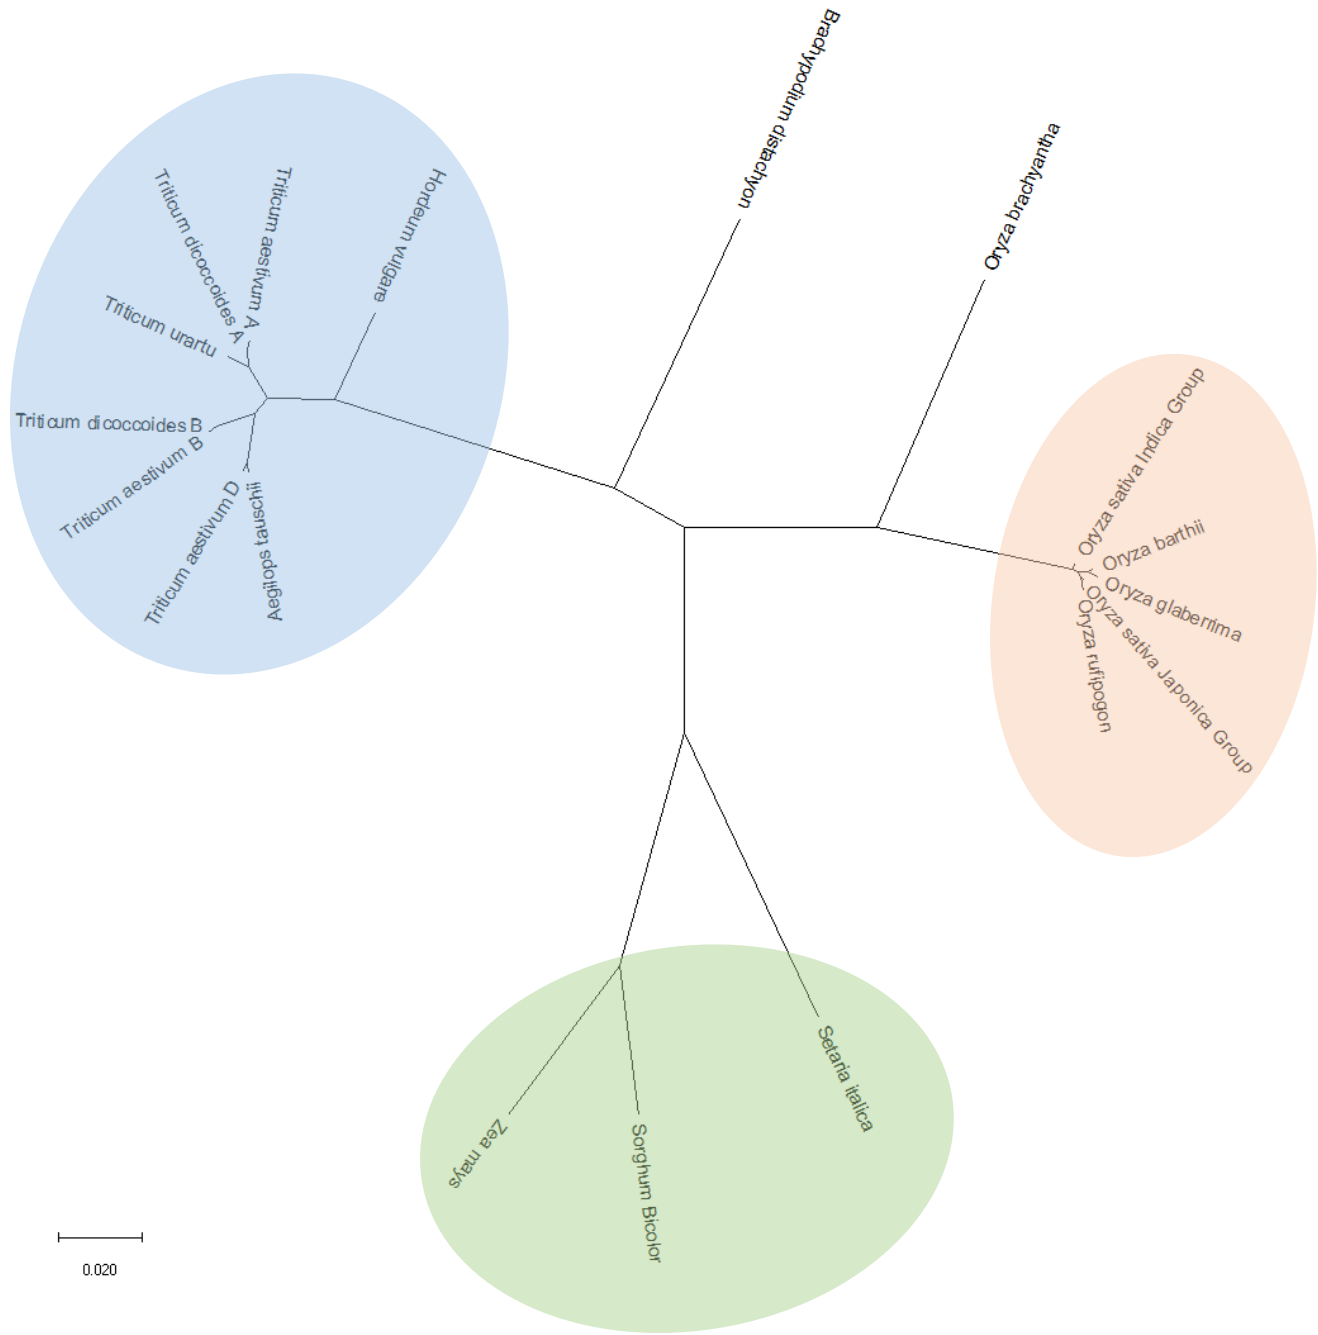 Brachypodium distachyon
Oryza brachyantha
Hordeum vulgare
Triticum aestivum A
Triticum dicoccoides A
Triticum urartu
Triticum dicoccoides B
Triticum aestivum B
Triticum aestivum D
Aegilops tauschii
Oryza sativa Indica Group
Oryza barthii
Oryza glaberrima
Oryza sativa Japonica Group
Oryza rufipogon
Setaria italica
Sorghum Bicolor
Zea mays
0.020